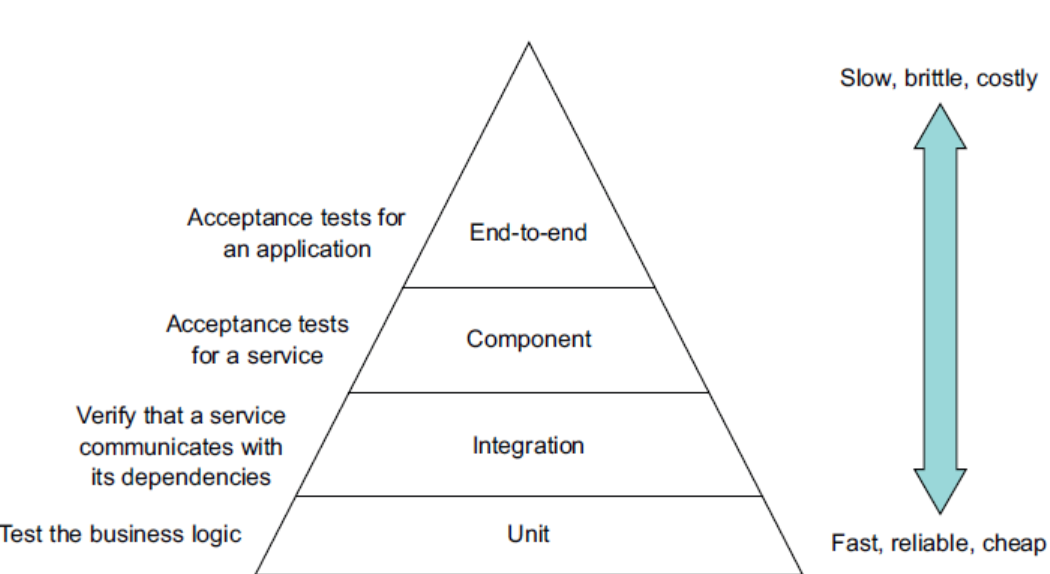 Slow, brittle, costly
Acceptance tests for
an application
End-to-end
Acceptance tests
for a service
Component
Verify that a service
communicates with
its dependencies
Integration
Test the business logic
Unit
Fast, reliable, cheap